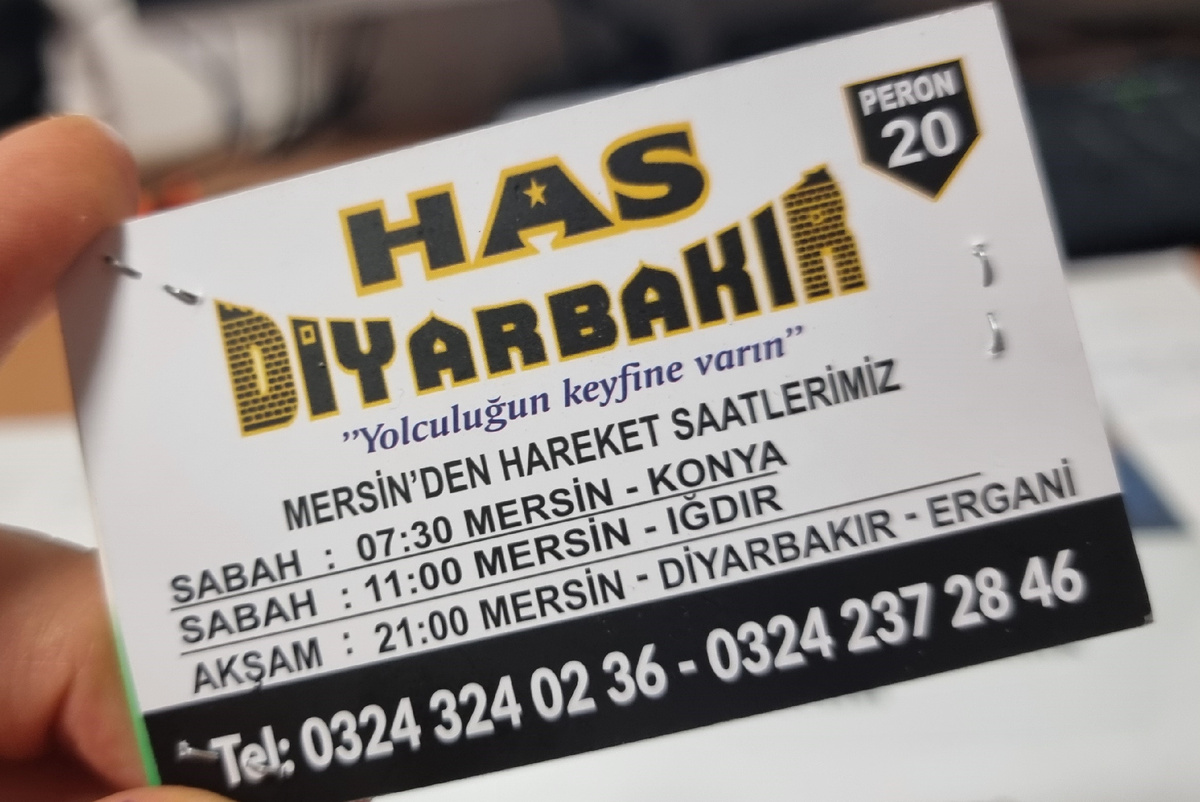 PERON
20
HAS
DİYARBAKIR
"Yolculuğun keyfine varın"
MERSİN'DEN HAREKET SAATLERİMİZ
SABAH : 07:30 MERSİN - KONYA
SABAH : 11:00 MERSİN - IĞDIR
AKŞAM : 21:00 MERSİN - DİYARBAKIR - ERGANİ
Tel; 0324 324 02 36 - 0324 237 28 46